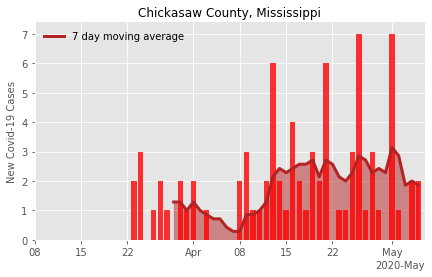 Chickasaw County, Mississippi
7 day moving average
New Covid-19 Cases
7
6
5
4
3
2
1
0
08
15
22
Apr
08
15
22
May
2020-May